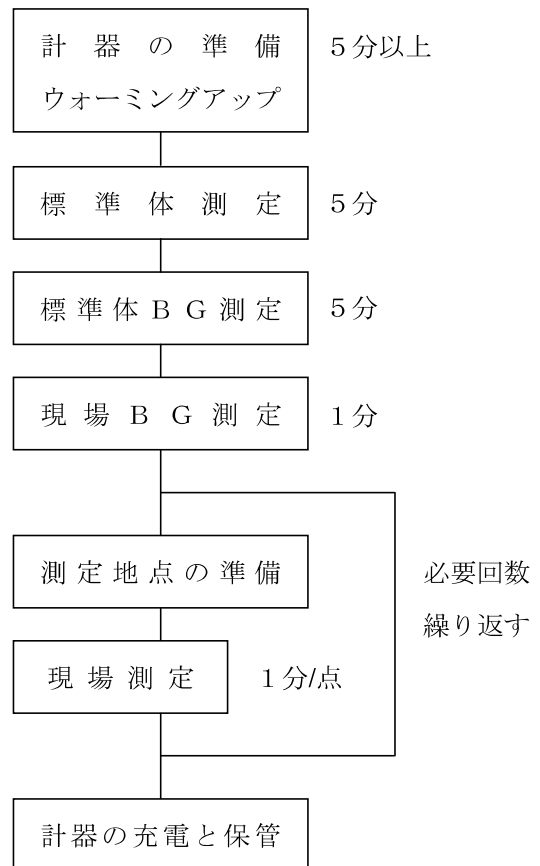 計器の準備 5分以上
ウォーミングアップ
標準体測定 5分
標準体BG測定 5分
現場BG測定 1分
測定地点の準備 必要回数
繰り返す
現場測定 1分/点
計器の充電と保管